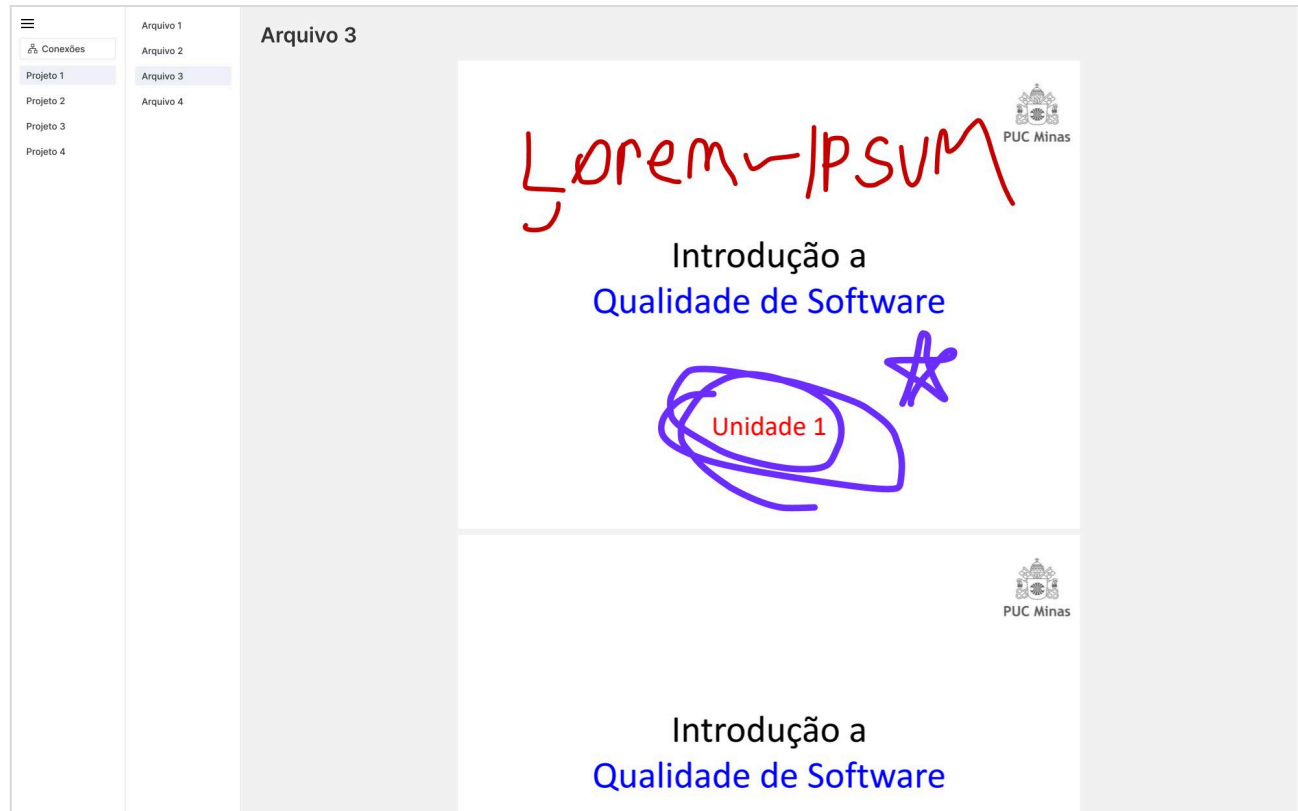 Conexões
Projeto 1
Projeto 2
Projeto 3
Projeto 4
Arquivo 1
Arquivo 2
Arquivo 3
Arquivo 4
Arquivo 3
PUC Minas
Lorem-IPSUM
Introdução a
Qualidade de Software
Unidade 1
PUC Minas
Introdução a
Qualidade de Software